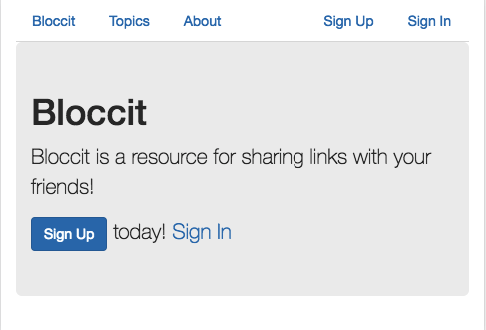 Bloccit Topics About Sign Up Sign In
Bloccit
Bloccit is a resource for sharing links with your
friends!
Sign Up today! Sign In